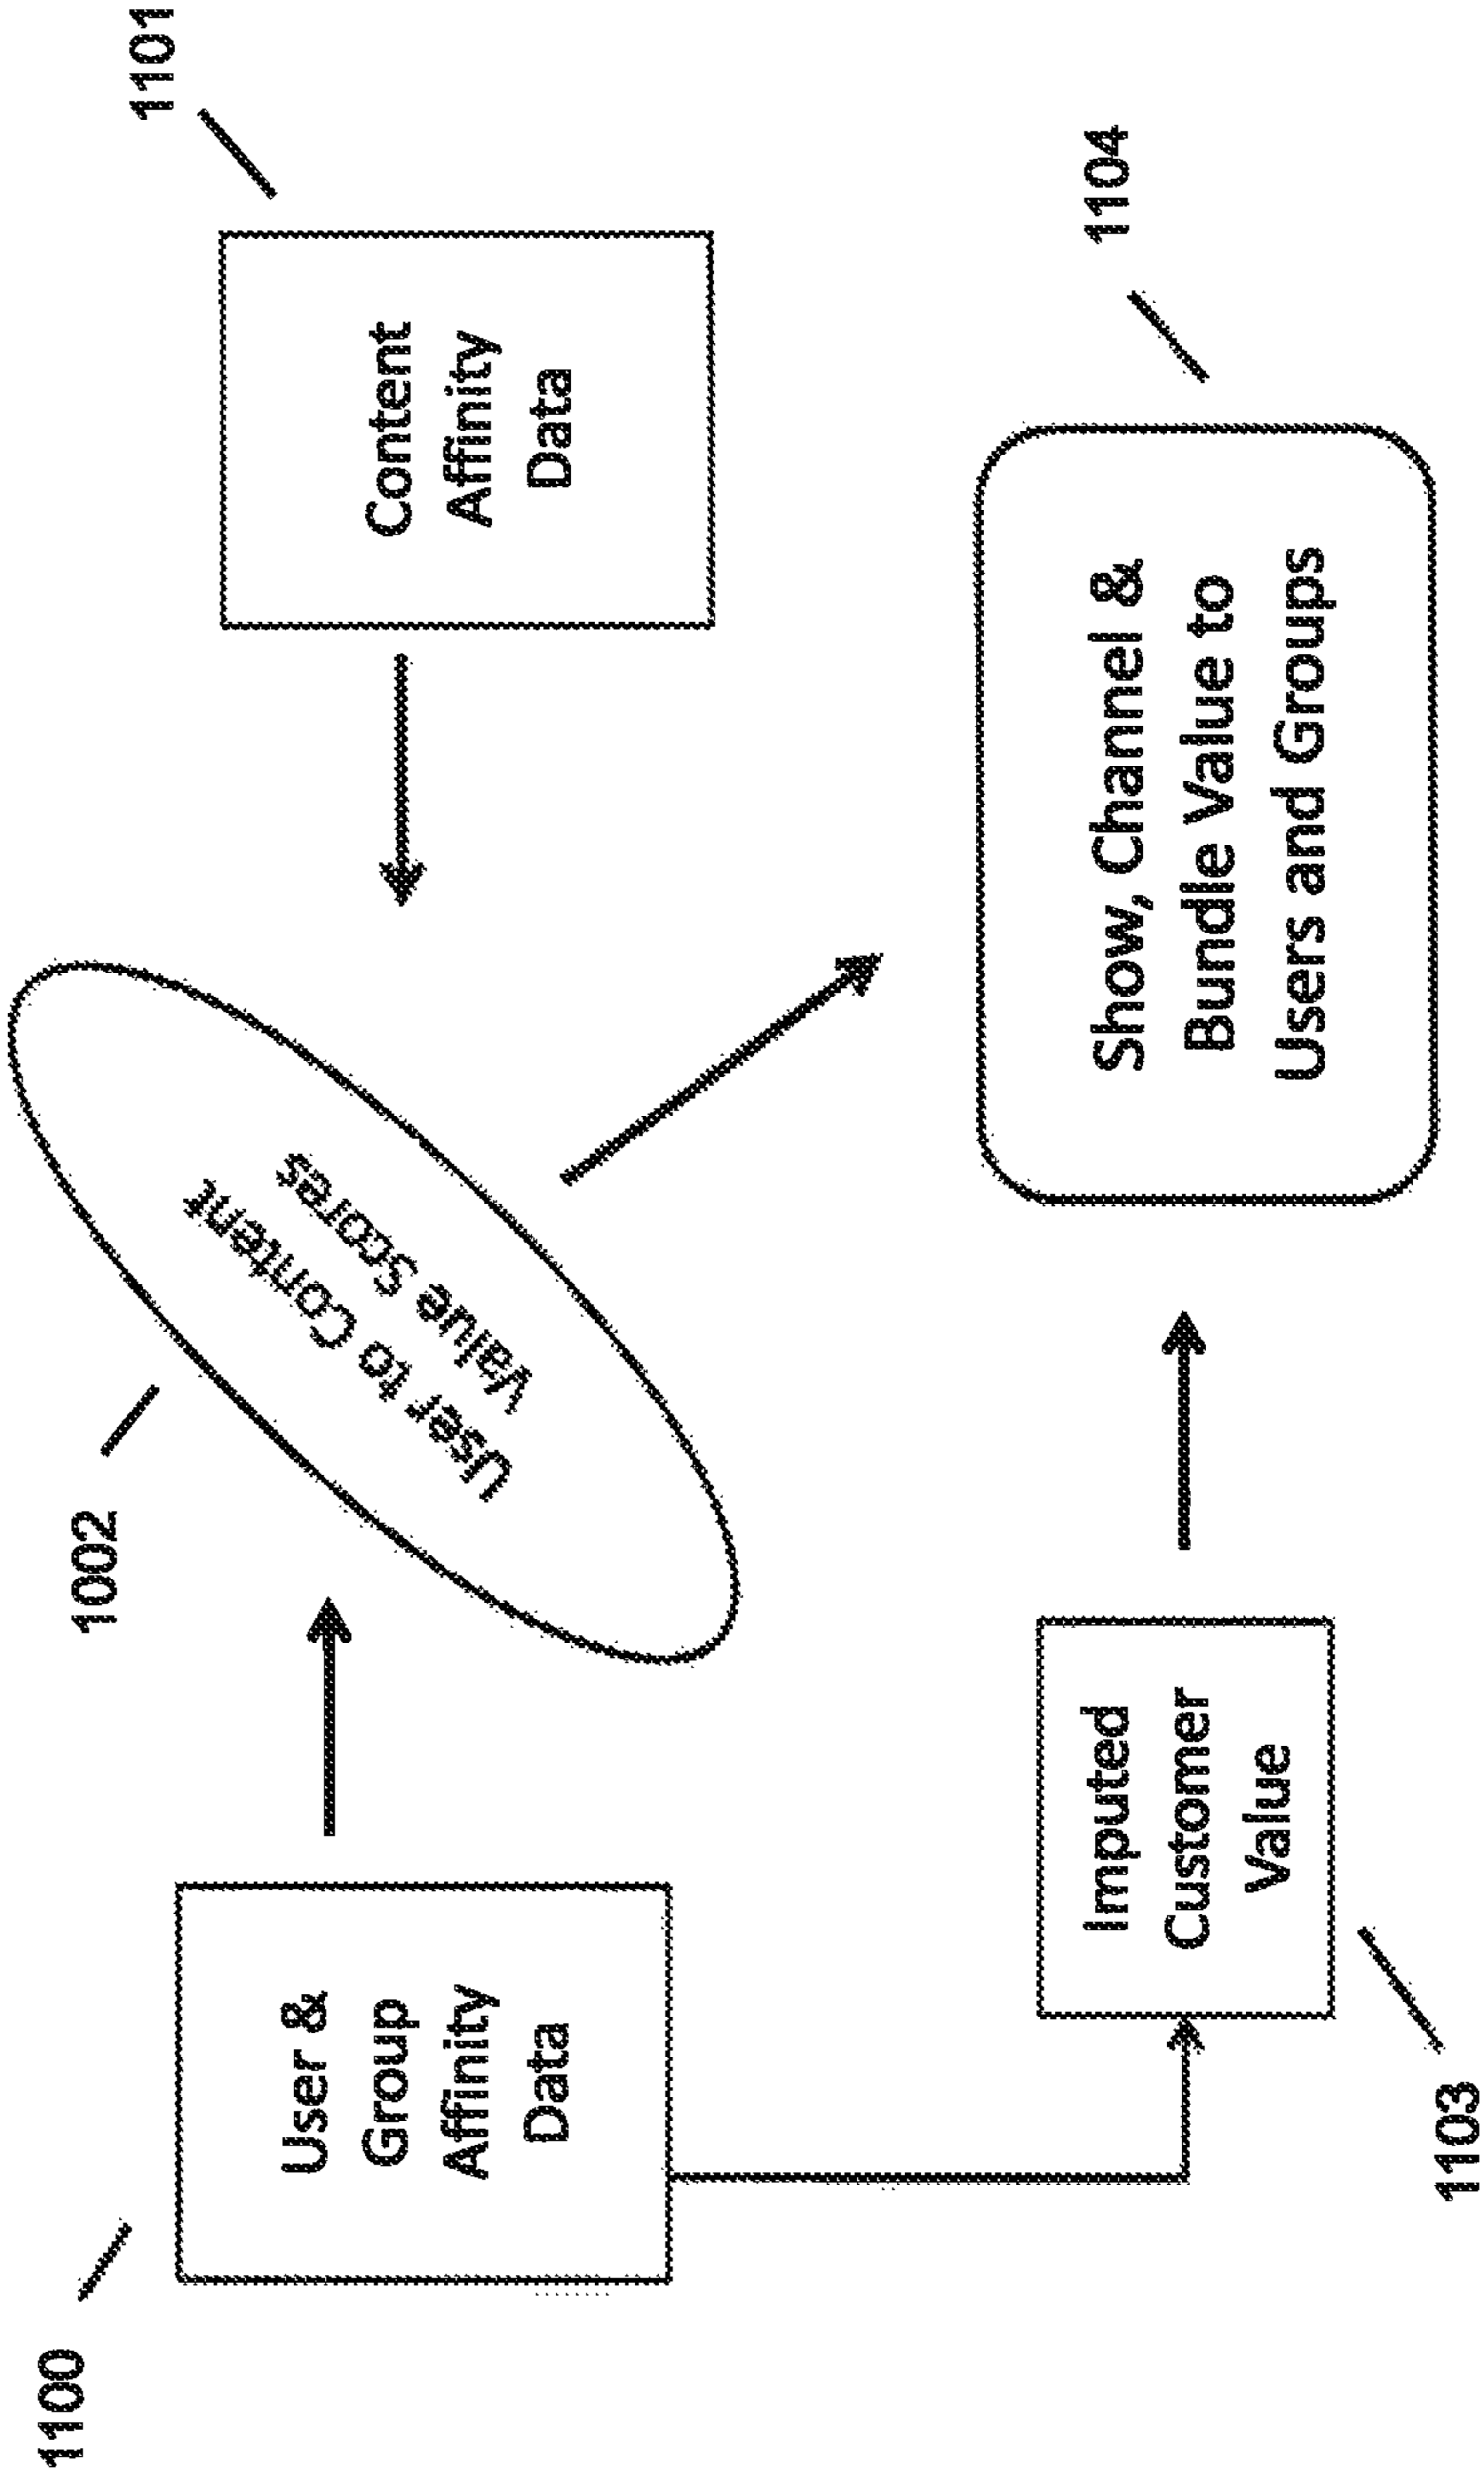 1100
User &
Group
Affinity
Data
1002
User to Content
Value Scores
1101
Content
Affinity
Data
1103
Imputed
Customer
Value
1104
Show, Channel &
Bundle Value to
Users and Groups